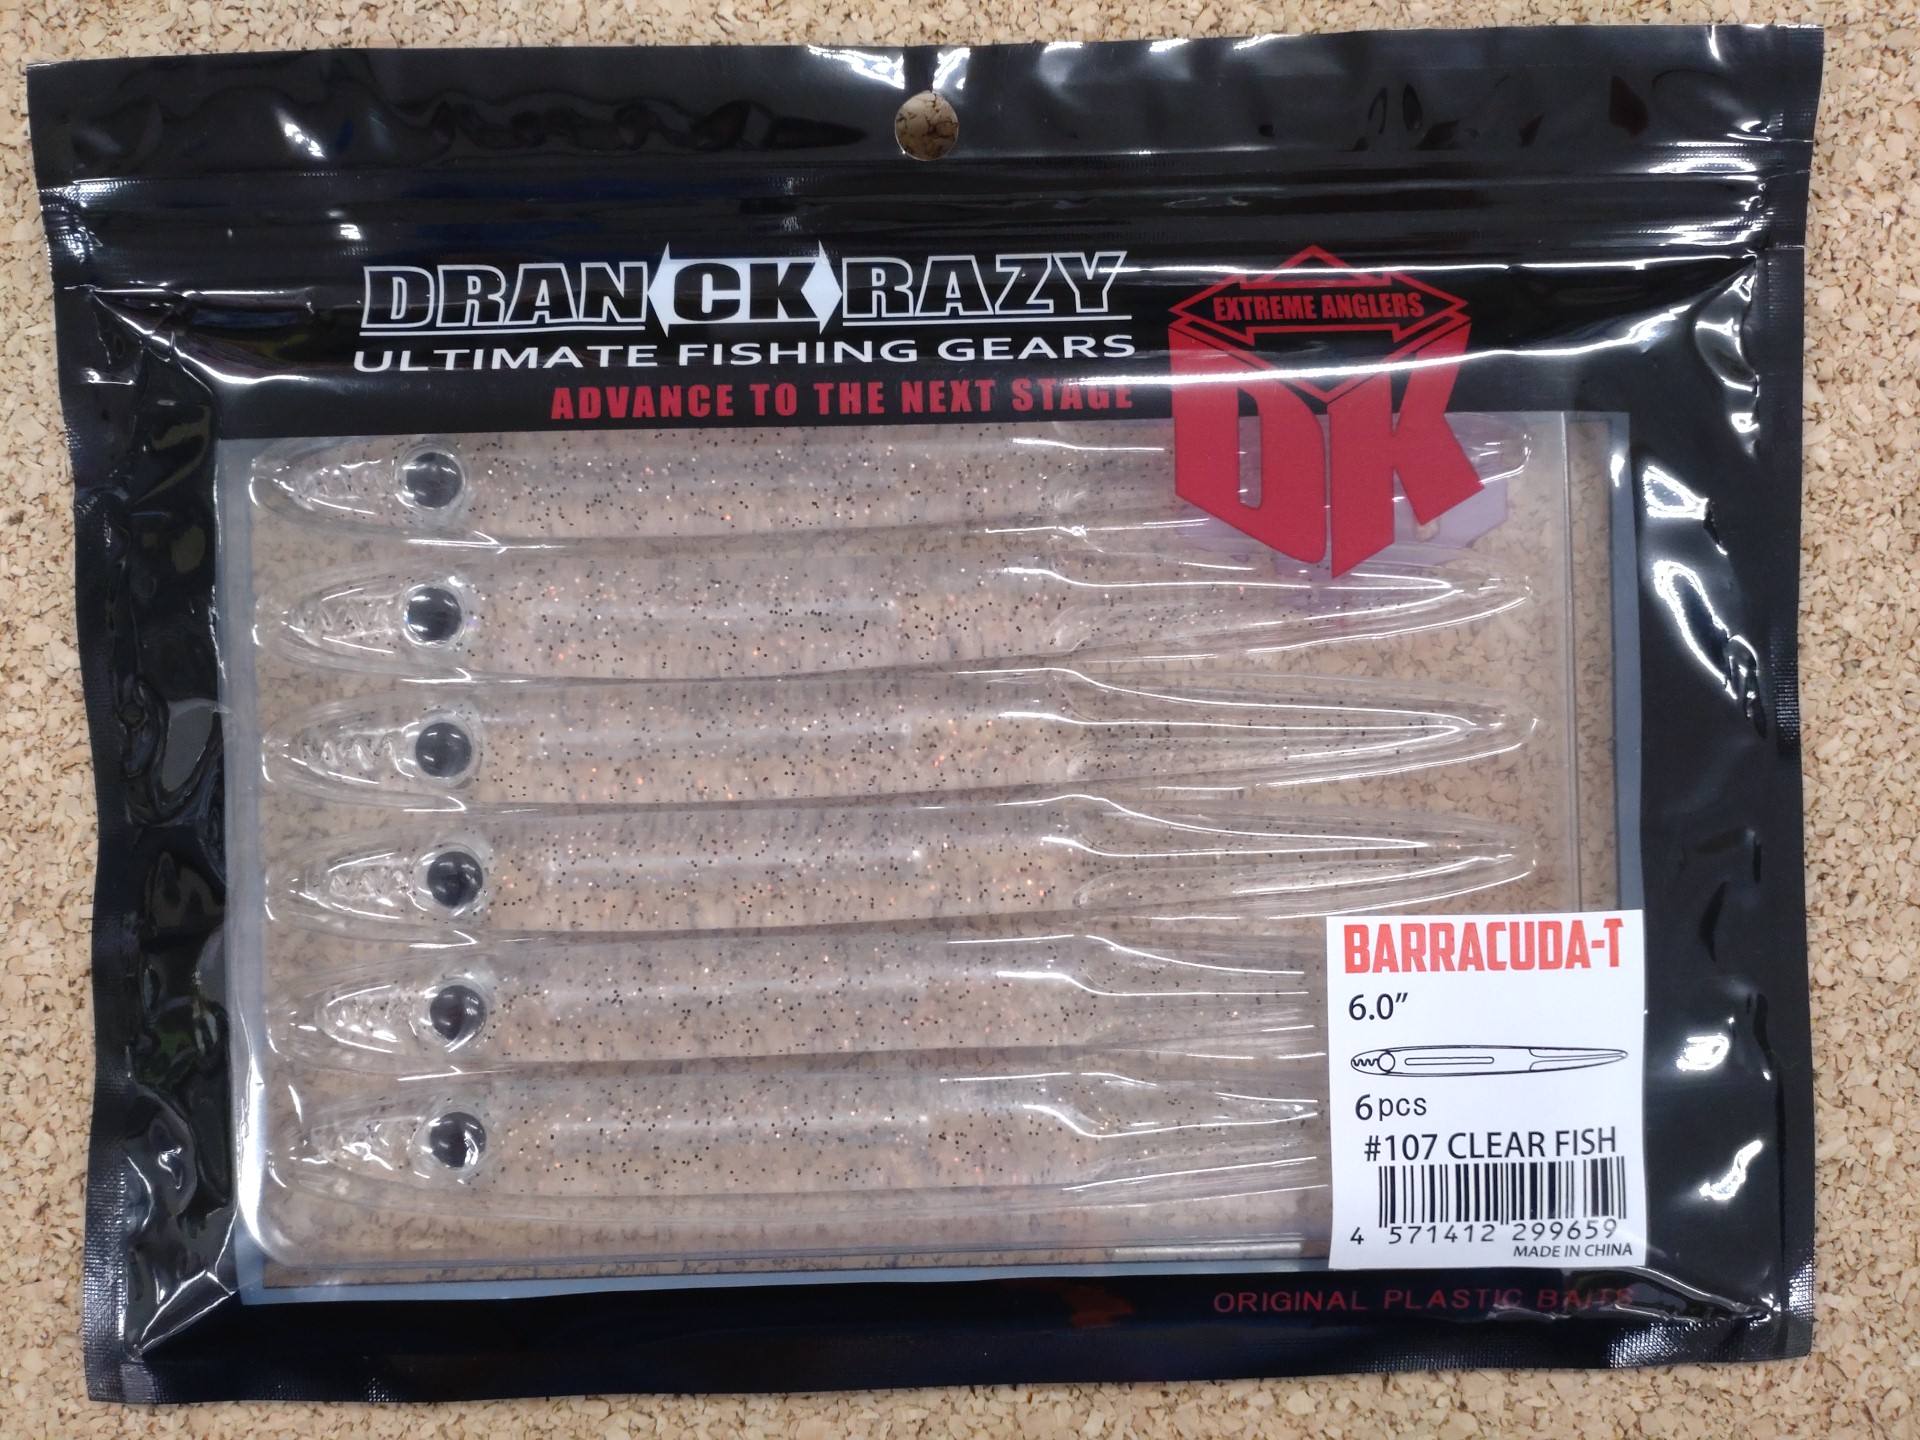 DRANCKRAZY
ULTIMATE FISHING GEARS
ADVANCE TO THE NEXT STAGE
EXTREME ANGLERS
DK
BARRACUDA-T
6.0”
6pcs
#107 CLEAR FISH
4 571412 299659
MADE IN CHINA
ORIGINAL PLASTIC BAITS